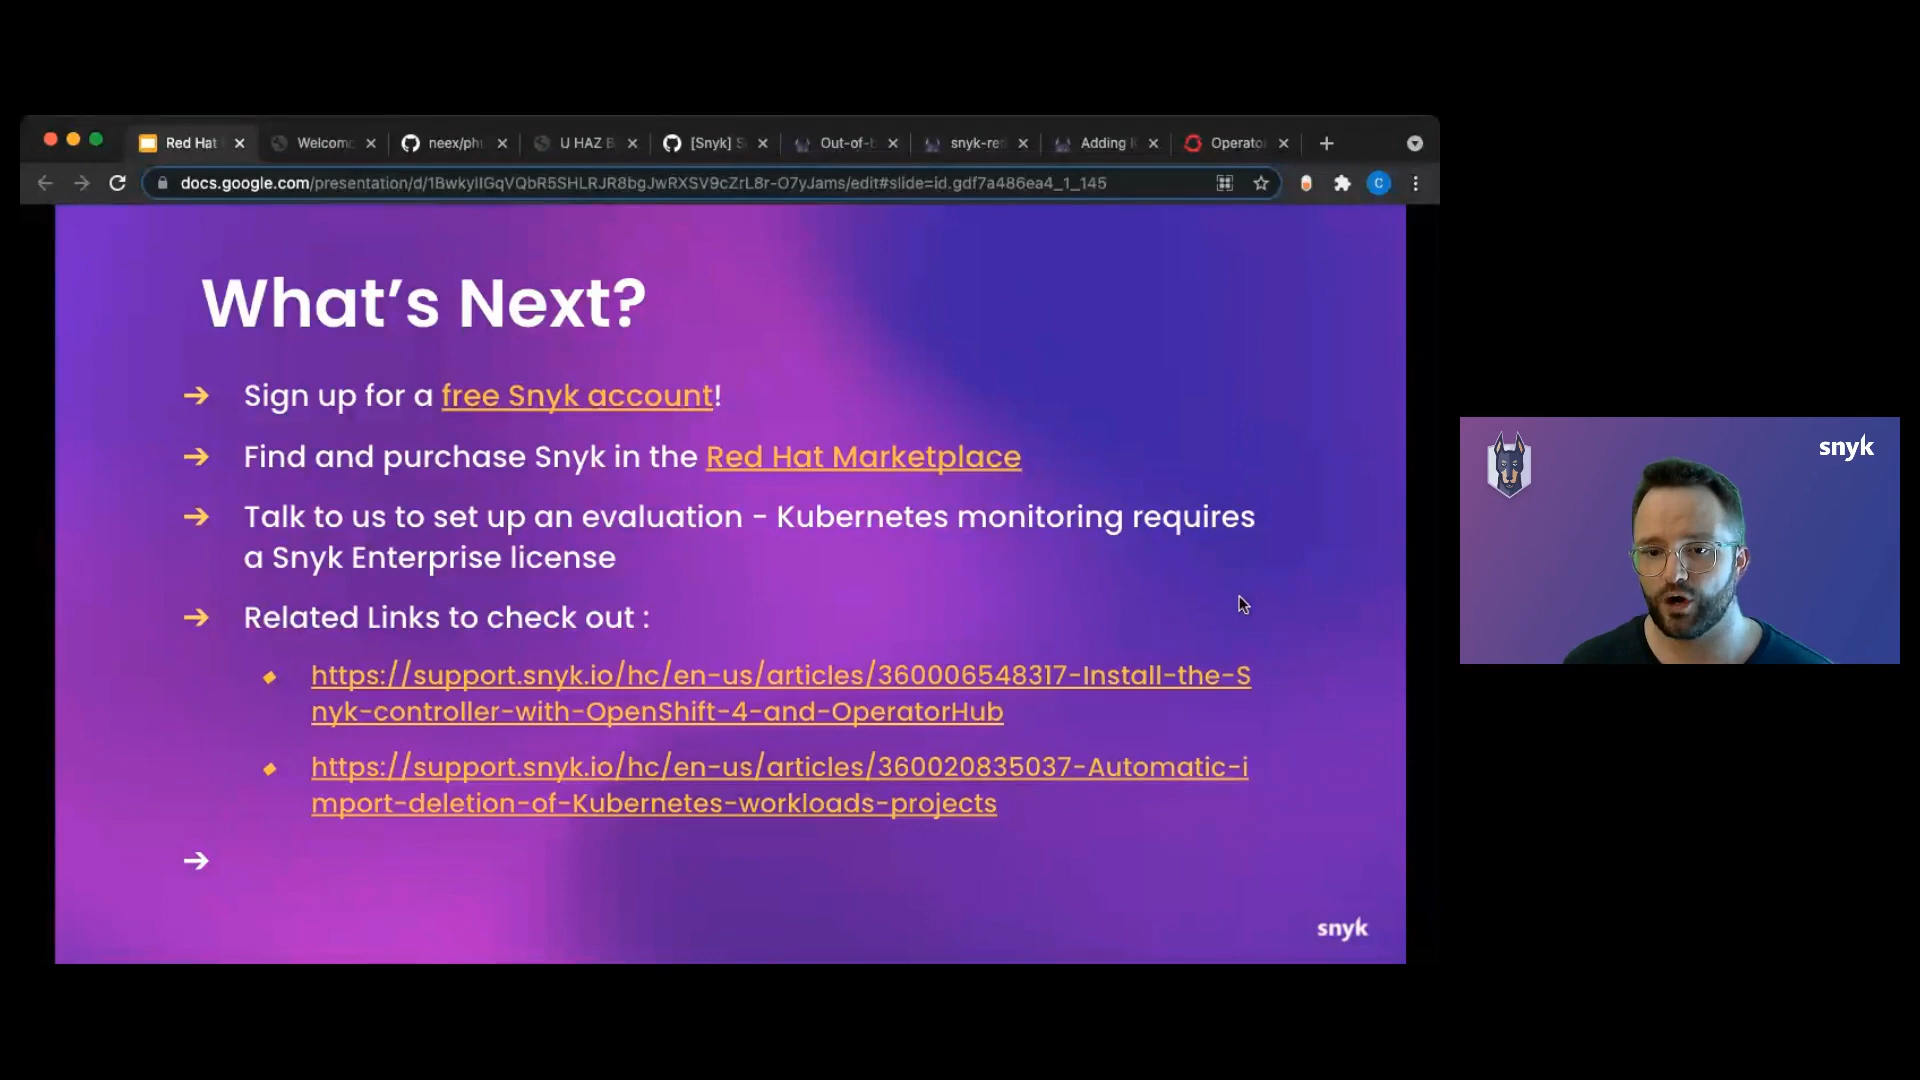 Red Hat
Welcom
neex/ph
U HAZ B
[Snyk] S
Out-of-b
snyk-re
Adding
Operato
docs.google.com/presentation/d/1BwkyIIGqVQbR5SHLRJR8bgJwRXSV9cZrL8r-O7yJams/edit#slide=id.gdf7a486ea4_1_145
C
What's Next?
➔ Sign up for a free Snyk account!
➔ Find and purchase Snyk in the Red Hat Marketplace
➔ Talk to us to set up an evaluation - Kubernetes monitoring requires
a Snyk Enterprise license
➔ Related Links to check out :
◆ https://support.snyk.io/hc/en-us/articles/360006548317-Install-the-S
nyk-controller-with-OpenShift-4-and-OperatorHub
◆ https://support.snyk.io/hc/en-us/articles/360020835037-Automatic-i
mport-deletion-of-Kubernetes-workloads-projects
➔
snyk
snyk